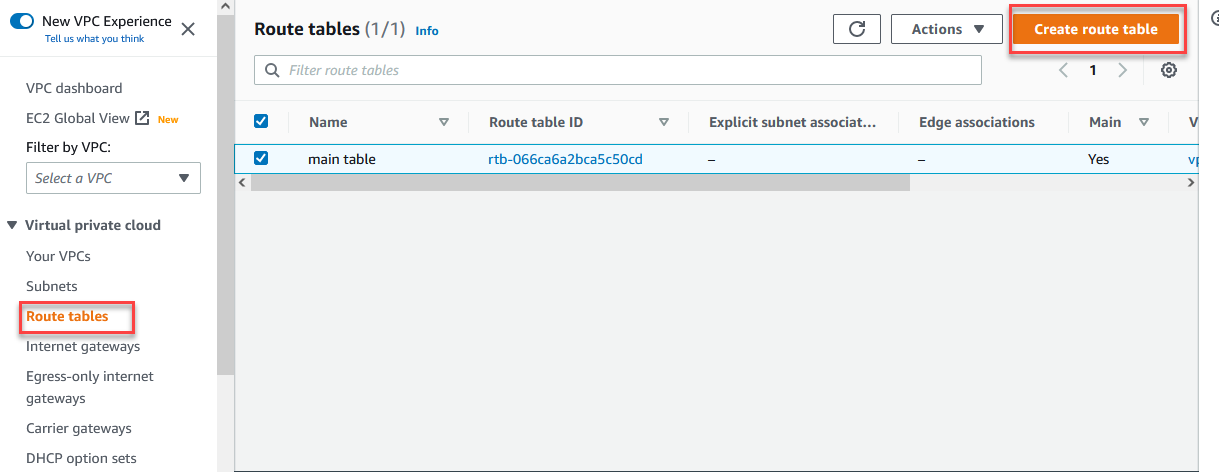 New VPC Experience
Tell us what you think
VPC dashboard
EC2 Global View New
Filter by VPC:
Select a VPC
Virtual private cloud
Your VPCs
Subnets
Route tables
Internet gateways
Egress-only internet
gateways
Carrier gateways
DHCP option sets
Route tables (1/1) Info
Actions
Create route table
Filter route tables
1
Name Route table ID Explicit subnet associat... Edge associations Main V
main table rtb-066ca6a2bca5c50cd – – Yes vp